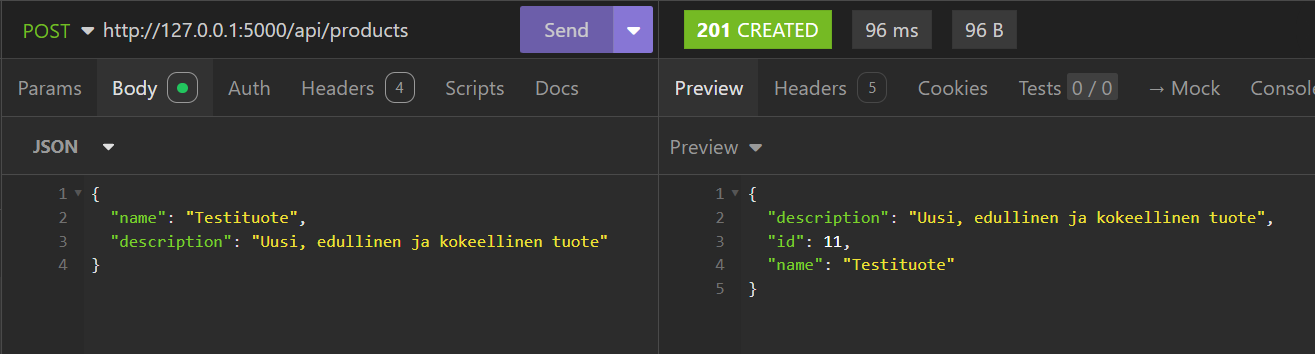 POST http://127.0.0.1:5000/api/products Send
201 CREATED 96 ms 96 B
Params Body Auth Headers 4 Scripts Docs
Preview Headers 5 Cookies Tests 0 / 0 → Mock Consol
JSON
Preview
1 {
2 "name": "Testituote",
3 "description": "Uusi, edullinen ja kokeellinen tuote"
4 }
1 {
2 "description": "Uusi, edullinen ja kokeellinen tuote",
3 "id": 11,
4 "name": "Testituote"
5 }